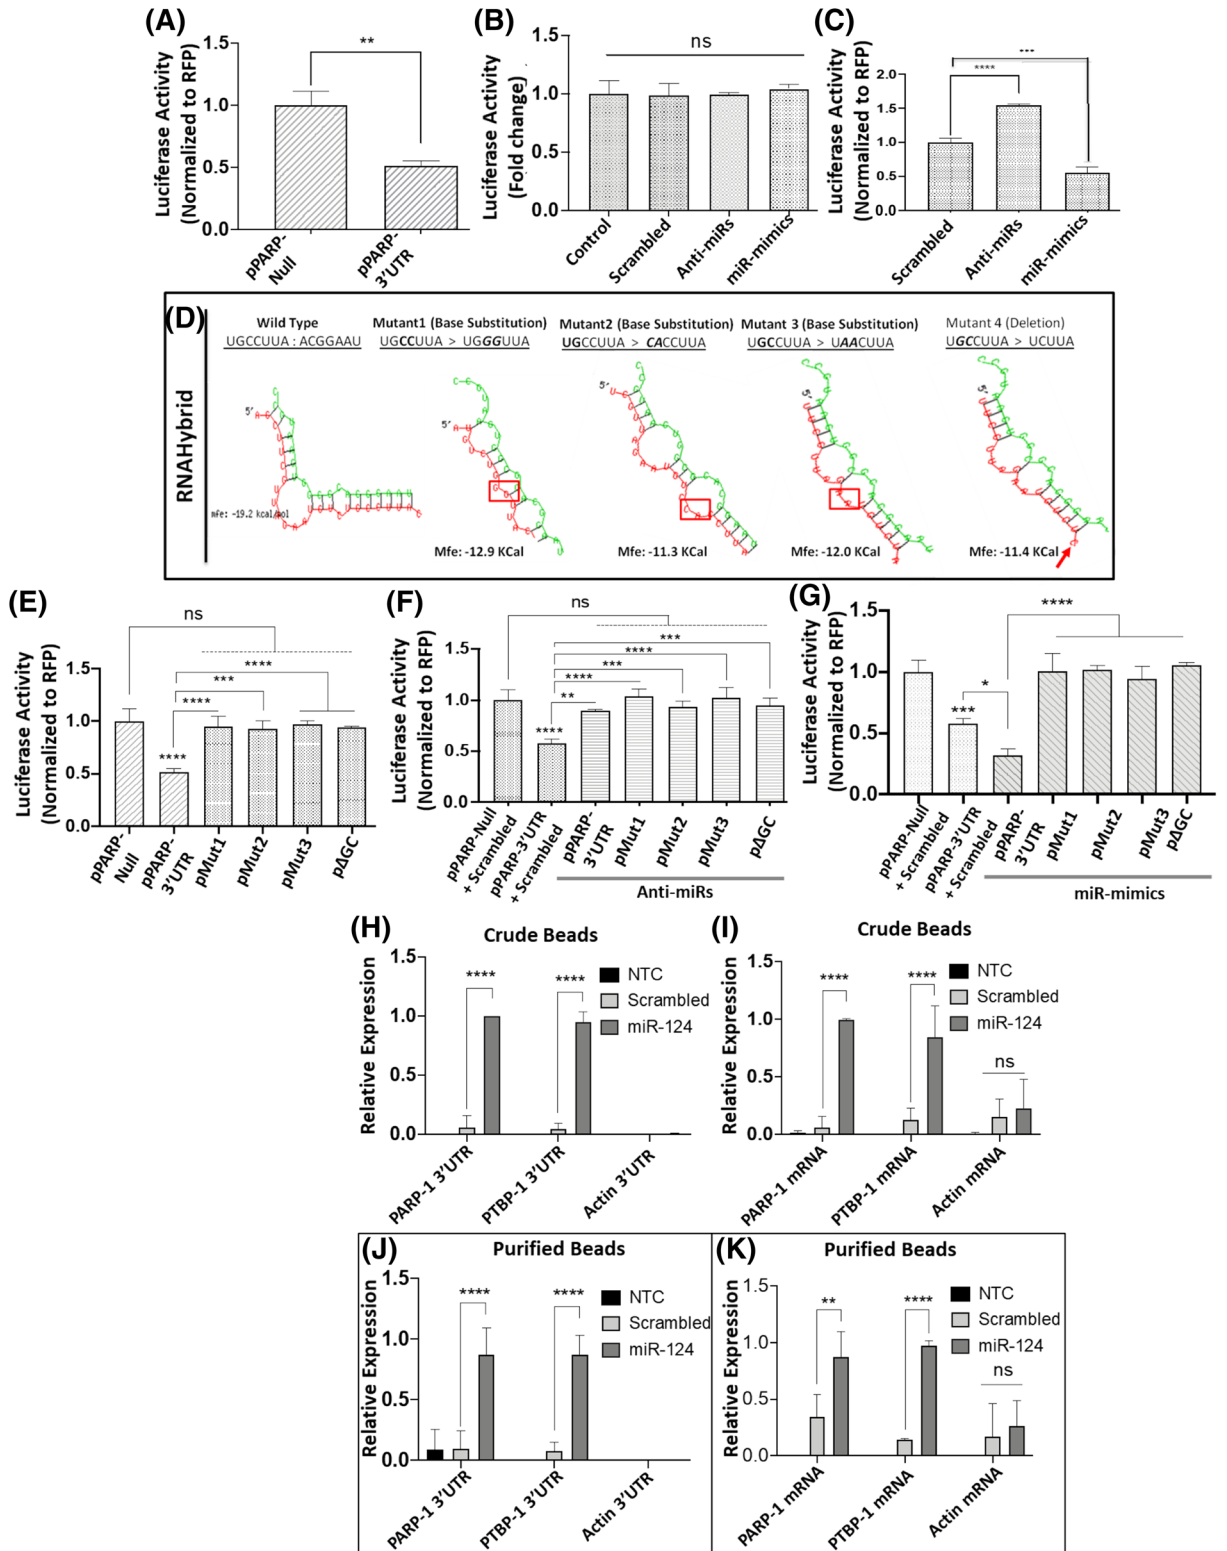 (A)
**
Luciferase Activity
(Normalized to RFP)
1.5
1.0
0.5
0.0
pPARP-
Null
pPARP-
3'UTR
(B)
ns
Luciferase Activity
(Fold change)
1.5
1.0
0.5
0.0
Control
Scrambled
Anti-miRs
miR-mimics
(C)
****
Luciferase Activity
(Normalized to RFP)
2.0
1.5
1.0
0.5
0.0
Scrambled
Anti-miRs
miR-mimics
(D)
RNAHybrid
Wild Type
UGCCUUA : ACGGAAU
mfe: -19.2 kcal/mol
Mutant1 (Base Substitution)
UGCCUUA > UGGGUUA
Mfe: -12.9 KCal
Mutant2 (Base Substitution)
UGCCUUA > CACCUUA
Mfe: -11.3 KCal
Mutant 3 (Base Substitution)
UGCCUUA > UAACUUA
Mfe: -12.0 KCal
Mutant 4 (Deletion)
UGCCUUA > UCUUA
Mfe: -11.4 KCal
5'
5'
5'
5'
5'
(E)
ns
****
***
****
****
Luciferase Activity
(Normalized to RFP)
1.5
1.0
0.5
0.0
pPARP-
Null
pPARP-
3'UTR
pMut1
pMut2
pMut3
pΔGC
(F)
ns
***
****
***
****
**
****
Luciferase Activity
(Normalized to RFP)
1.5
1.0
0.5
0.0
pPARP-Null
+ Scrambled
pPARP-3'UTR
+ Scrambled
pPARP-
3'UTR
pMut1
pMut2
pMut3
pΔGC
Anti-miRs
(G)
****
*
***
Luciferase Activity
(Normalized to RFP)
1.5
1.0
0.5
0.0
pPARP-Null
+ Scrambled
pPARP-3'UTR
+ Scrambled
pPARP-
3'UTR
pMut1
pMut2
pMut3
pΔGC
miR-mimics
(H)
Crude Beads
Relative Expression
1.5
1.0
0.5
0.0
****
****
NTC
Scrambled
miR-124
PARP-1 3'UTR
PTBP-1 3'UTR
Actin 3'UTR
(I)
Crude Beads
Relative Expression
1.5
1.0
0.5
0.0
****
****
ns
NTC
Scrambled
miR-124
PARP-1 mRNA
PTBP-1 mRNA
Actin mRNA
(J)
Purified Beads
Relative Expression
1.5
1.0
0.5
0.0
****
****
NTC
Scrambled
miR-124
PARP-1 3'UTR
PTBP-1 3'UTR
Actin 3'UTR
(K)
Purified Beads
Relative Expression
1.5
1.0
0.5
0.0
**
****
ns
NTC
Scrambled
miR-124
PARP-1 mRNA
PTBP-1 mRNA
Actin mRNA